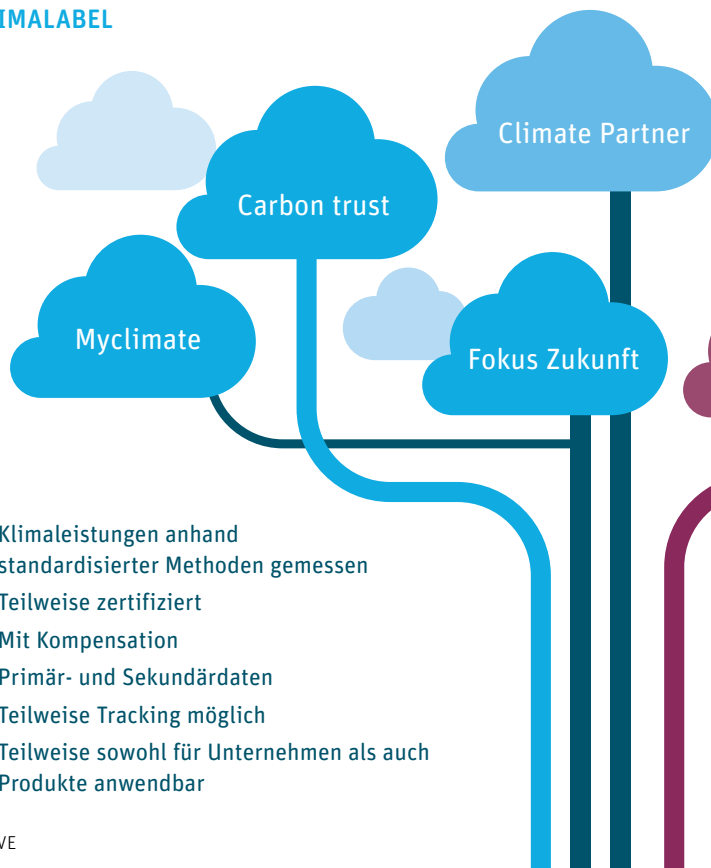 IMALABEL
Climate Partner
Carbon trust
Myclimate
Fokus Zukunft
Klimaleistungen anhand
standardisierter Methoden gemessen
Teilweise zertifiziert
Mit Kompensation
Primär- und Sekundärdaten
Teilweise Tracking möglich
Teilweise sowohl für Unternehmen als auch
Produkte anwendbar
VE